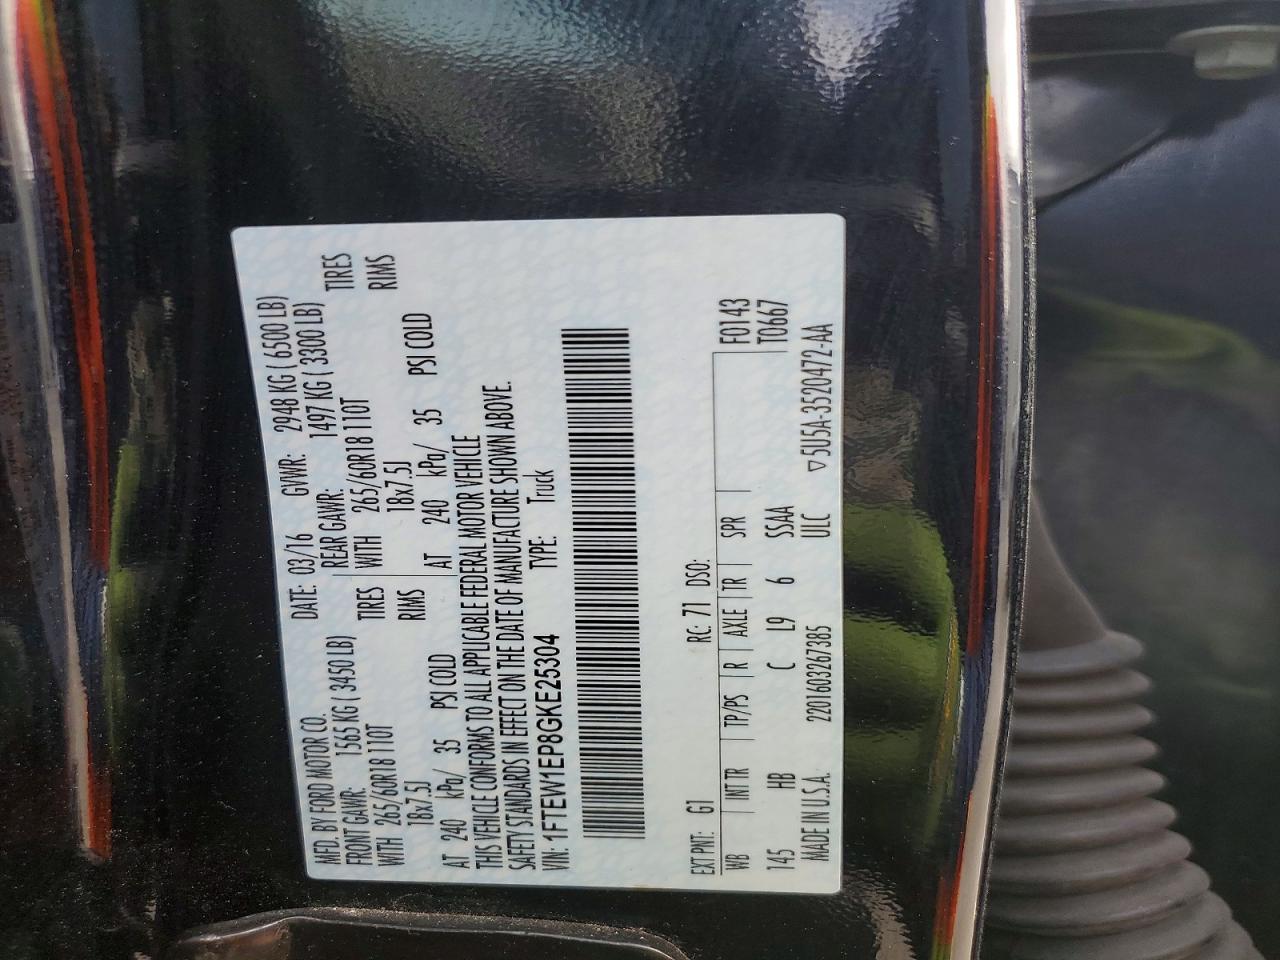 MFD. BY FORD MOTOR CO.
DATE: 03/16 GVWR: 2948 KG ( 6500 LB)
FRONT GAWR: 1565 KG ( 3450 LB)
REAR GAWR: 1497 KG ( 3300 LB)
WITH 265/60R18 110T TIRES
WITH 265/60R18 110T TIRES
18x7.5J RIMS
18x7.5J RIMS
AT 240 kPa/ 35 PSI COLD
AT 240 kPa/ 35 PSI COLD
THIS VEHICLE CONFORMS TO ALL APPLICABLE FEDERAL MOTOR VEHICLE
SAFETY STANDARDS IN EFFECT ON THE DATE OF MANUFACTURE SHOWN ABOVE.
VIN: 1FTEW1EP8GKE25304 TYPE: Truck
EXT PNT: G1 RC: 71 DSO:
WB INT TR TP/PS R AXLE TR SPR F0143
145 HB C L9 6 SSAA T0667
MADE IN U.S.A. 2201603267385 ULC ▽5U5A-3520472-AA